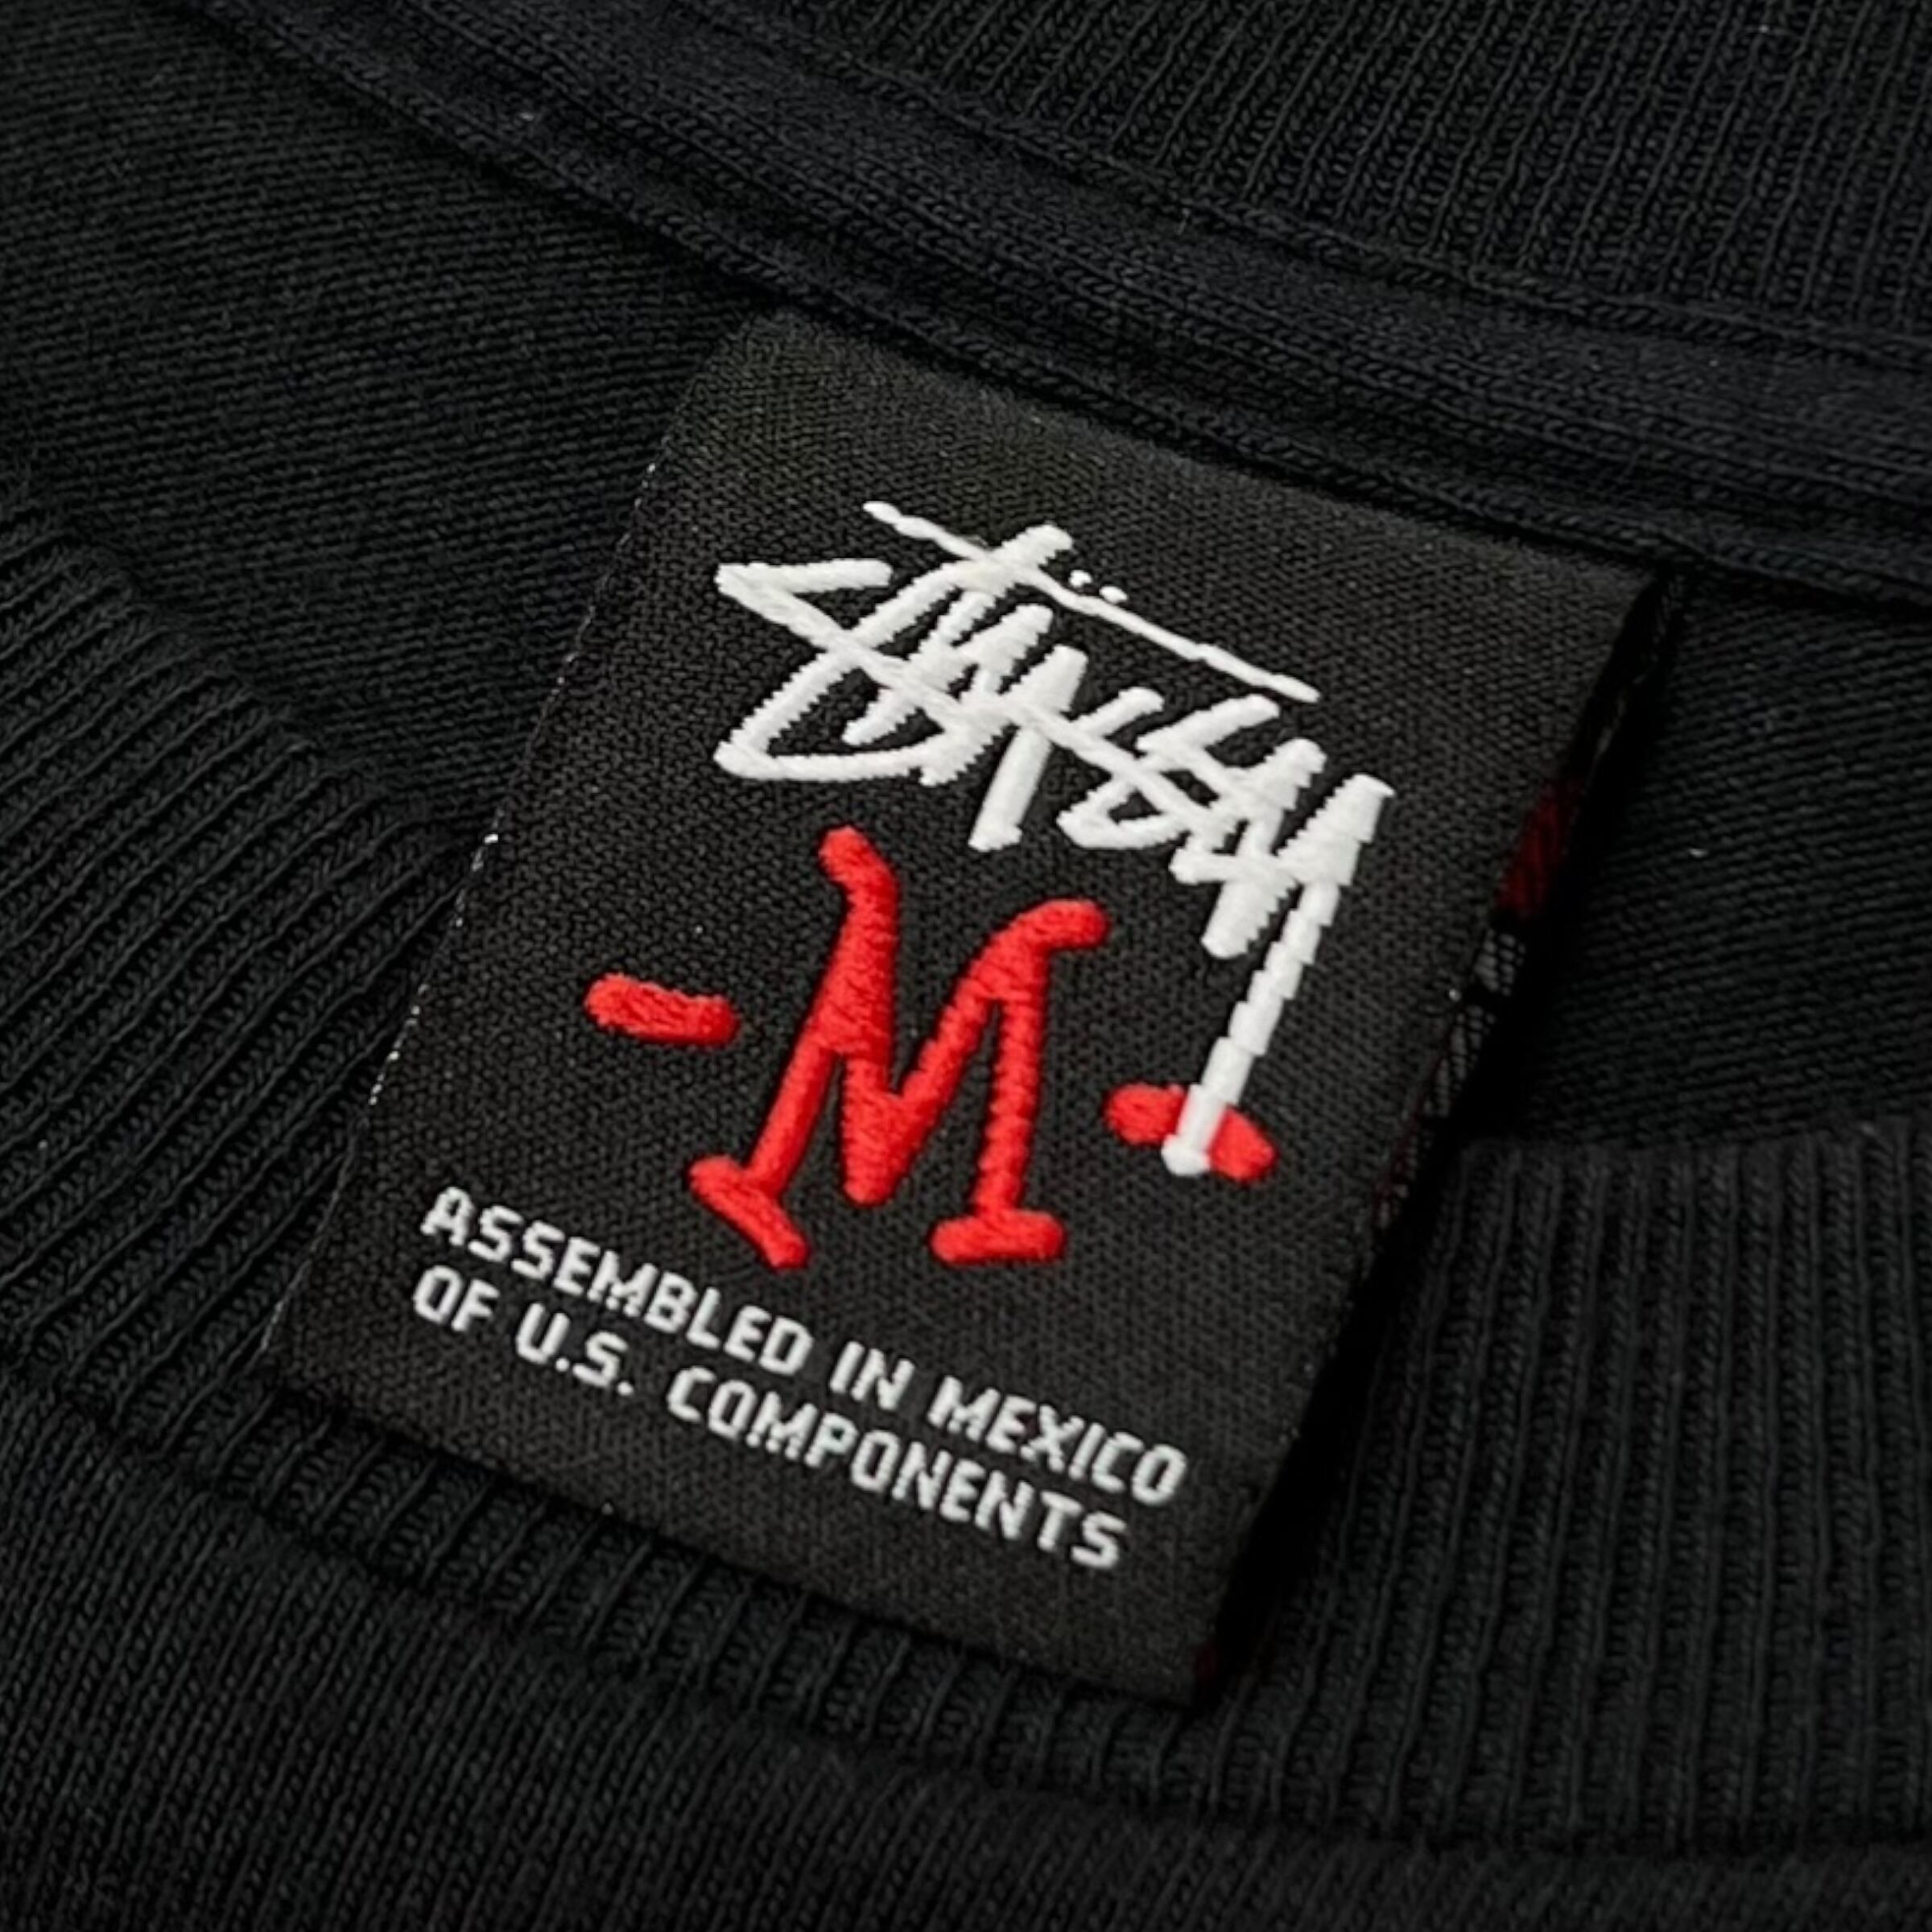 Stüssy
-M-
ASSEMBLED IN MEXICO
OF U.S. COMPONENTS